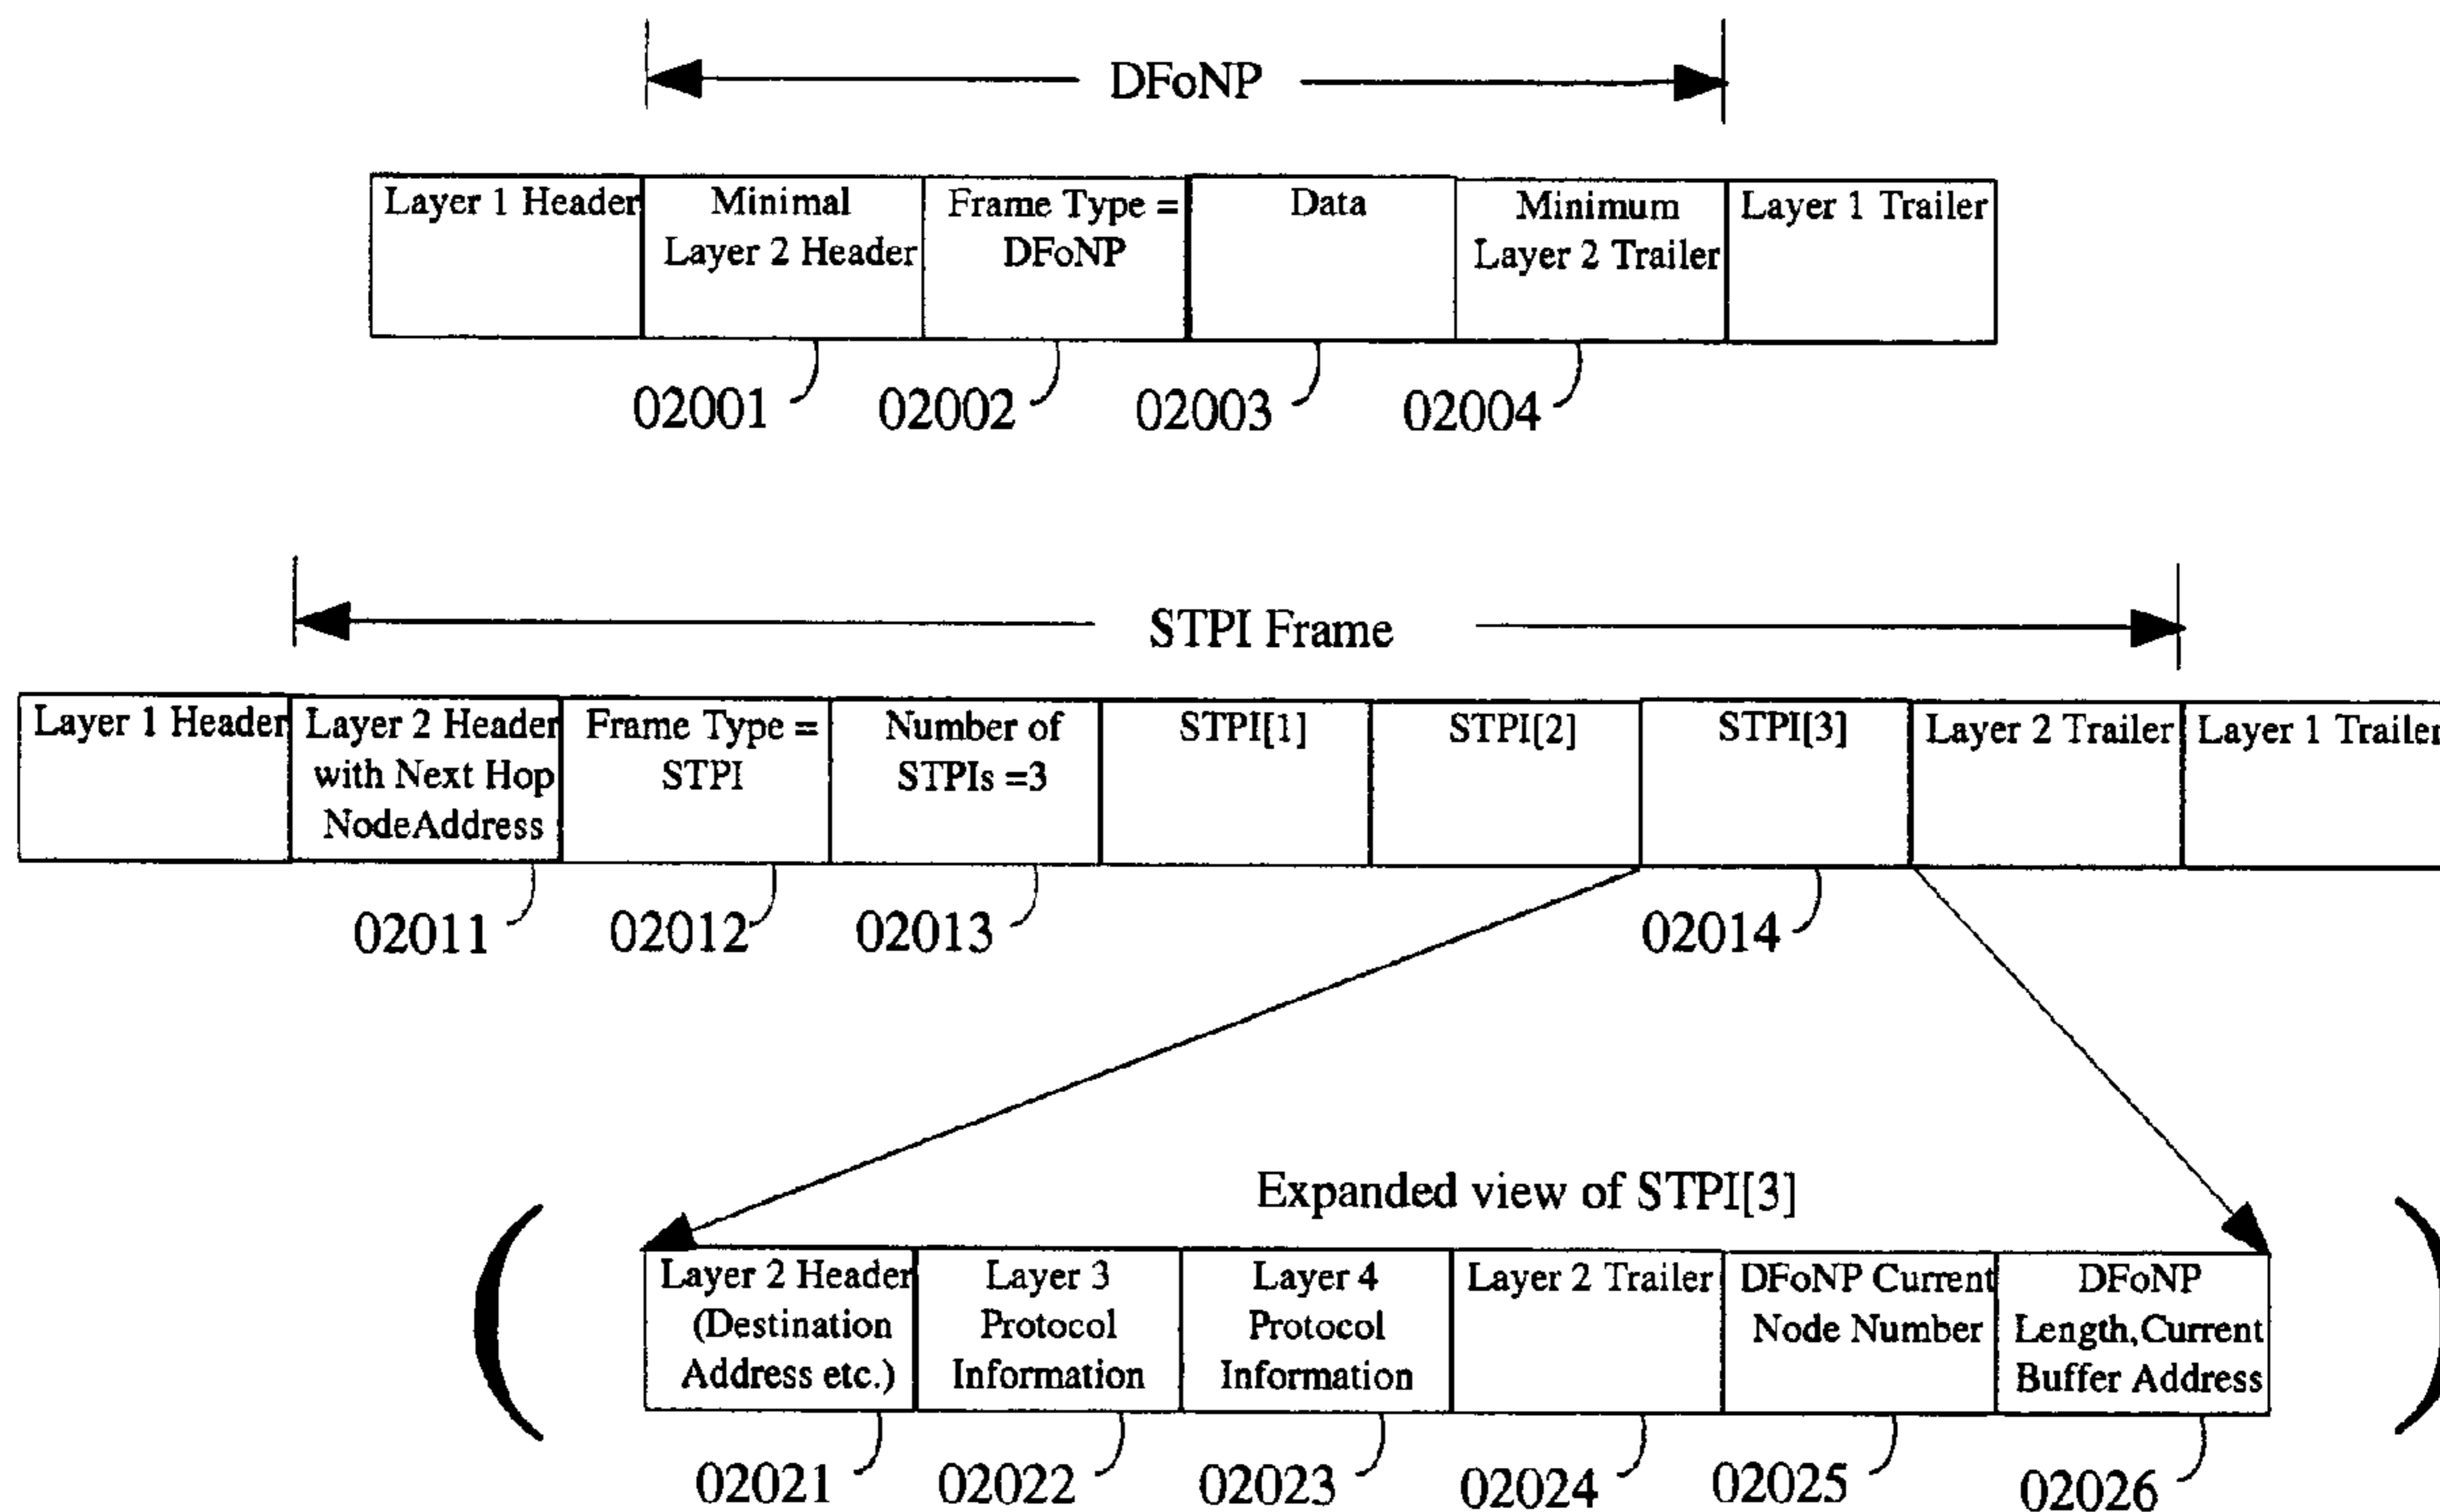 DFoNP
Layer 1 Header
Minimal
Layer 2 Header
Frame Type =
DFoNP
Data
Minimum
Layer 2 Trailer
Layer 1 Trailer
02001
02002
02003
02004
STPI Frame
Layer 1 Header
Layer 2 Header
with Next Hop
NodeAddress
Frame Type =
STPI
Number of
STPIs =3
STPI[1]
STPI[2]
STPI[3]
Layer 2 Trailer
Layer 1 Trailer
02011
02012
02013
02014
Expanded view of STPI[3]
Layer 2 Header
(Destination
Address etc.)
Layer 3
Protocol
Information
Layer 4
Protocol
Information
Layer 2 Trailer
DFoNP Current
Node Number
DFoNP
Length,Current
Buffer Address
02021
02022
02023
02024
02025
02026